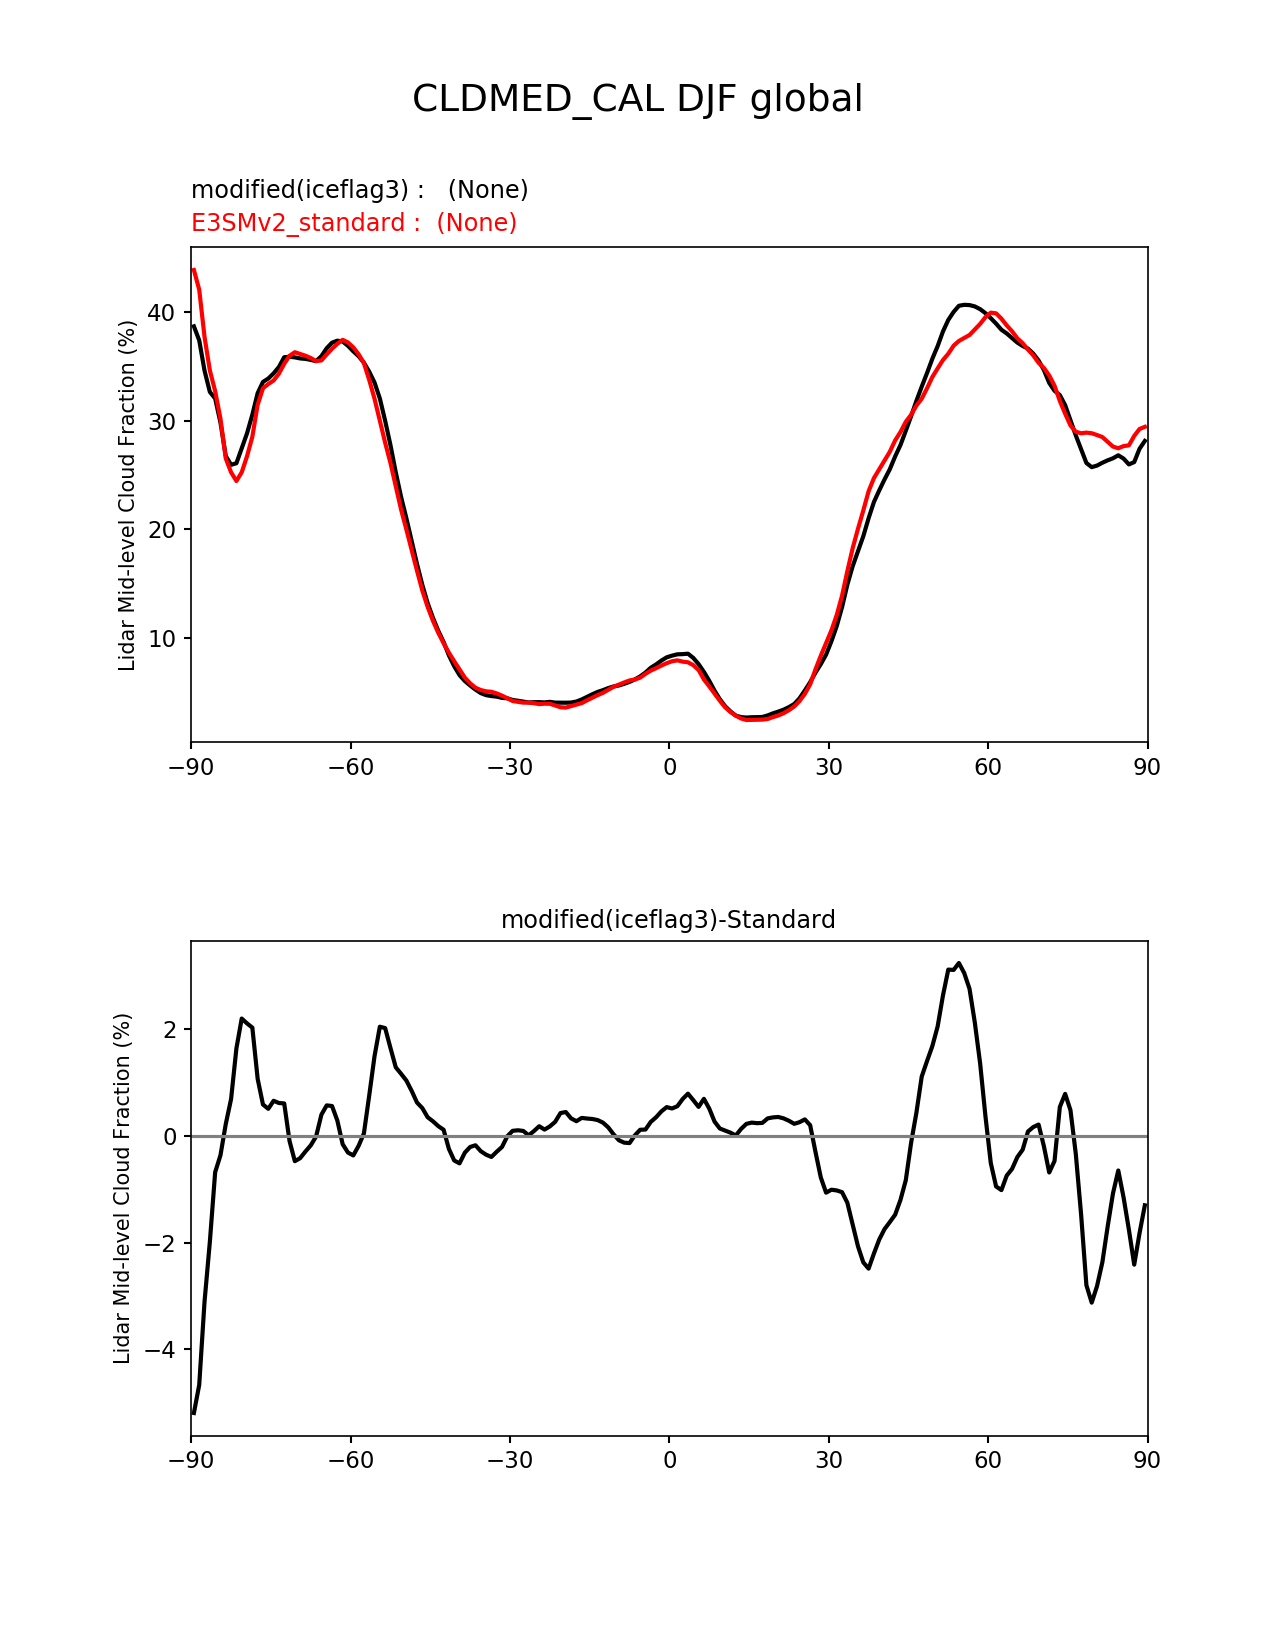 CLDMED_CAL DJF global
modified(iceflag3) :   (None)
E3SMv2_standard :  (None)
Lidar Mid-level Cloud Fraction (%)
40
30
20
10
−90 −60 −30 0 30 60 90
modified(iceflag3)-Standard
Lidar Mid-level Cloud Fraction (%)
2
0
−2
−4
−90 −60 −30 0 30 60 90